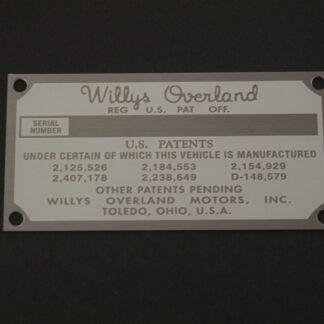 Willys Overland
REG U.S. PAT OFF.
SERIAL
NUMBER
U.S. PATENTS
UNDER CERTAIN OF WHICH THIS VEHICLE IS MANUFACTURED
2,125,526 2,184,553 2,154,929
2,407,178 2,238,649 D-148,579
OTHER PATENTS PENDING
WILLYS OVERLAND MOTORS, INC.
TOLEDO, OHIO, U.S.A.